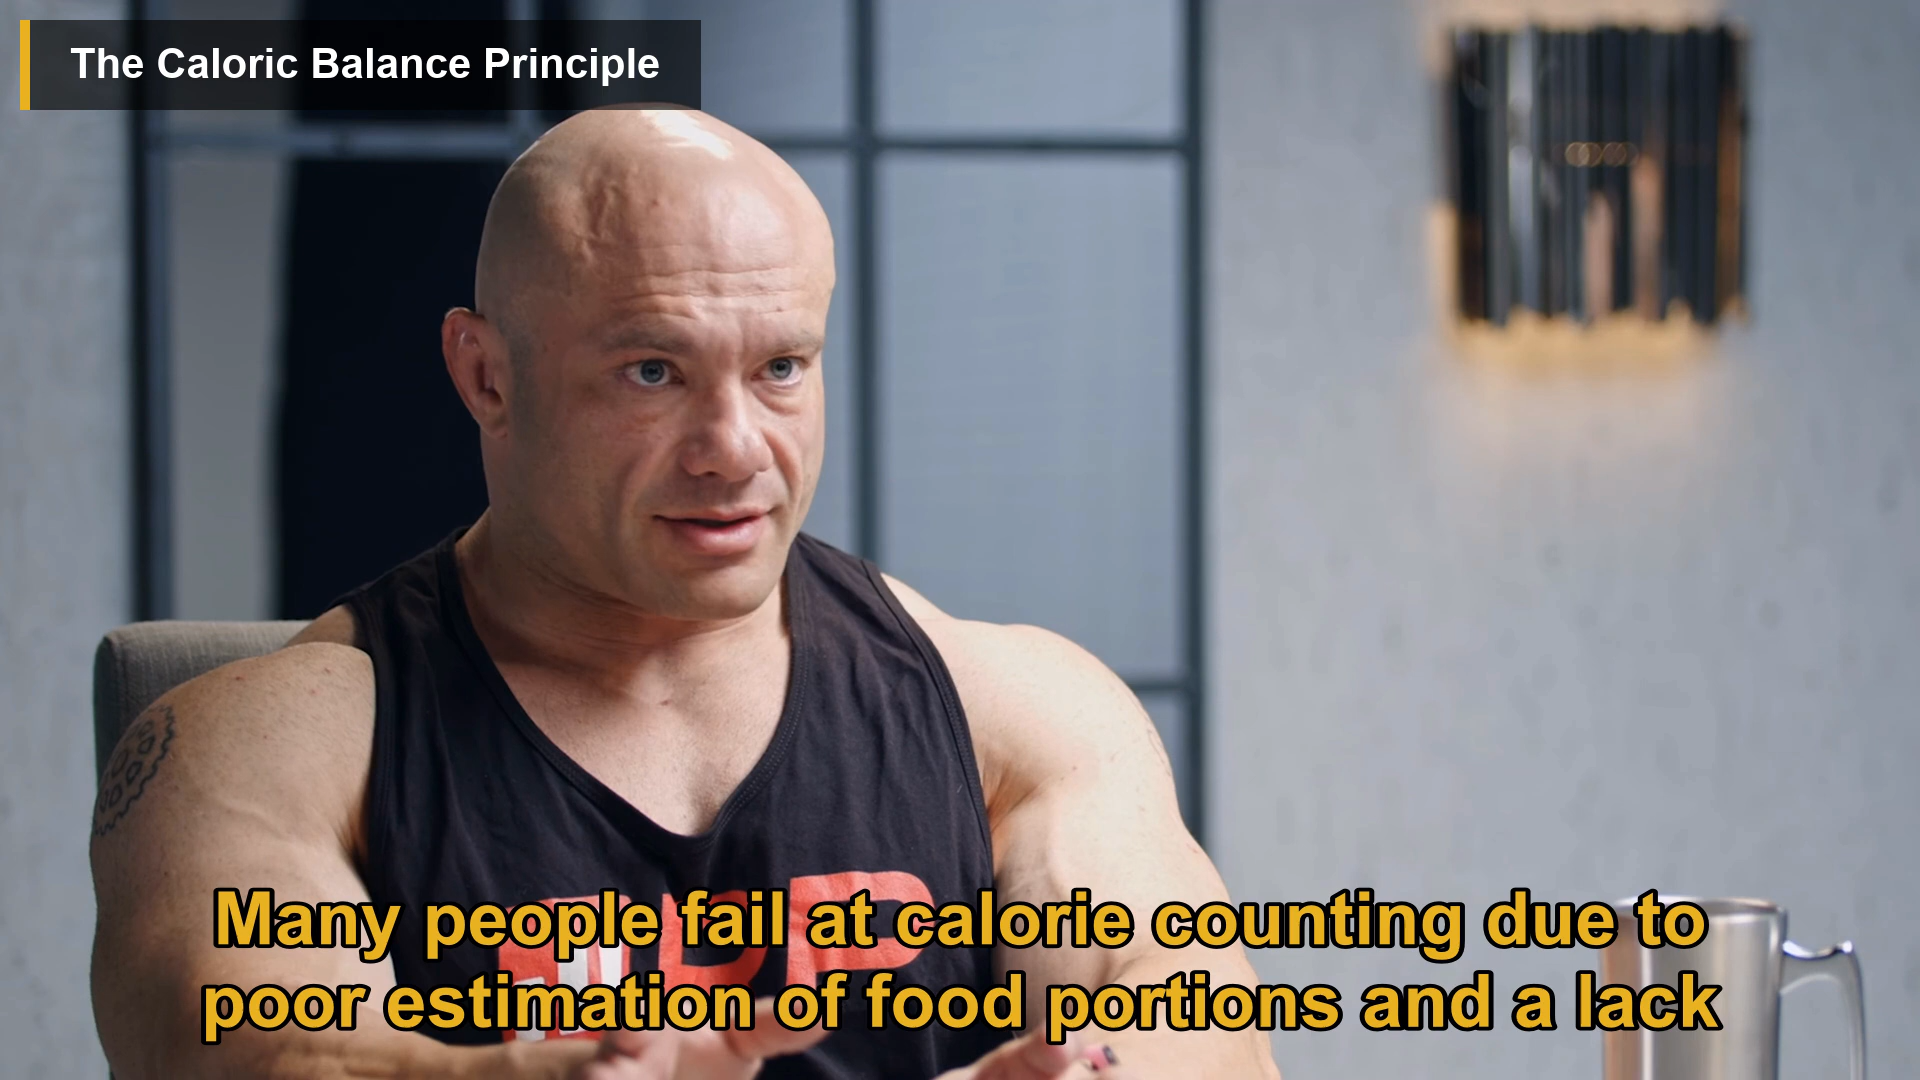 The Caloric Balance Principle
Many people fail at calorie counting due to
poor estimation of food portions and a lack